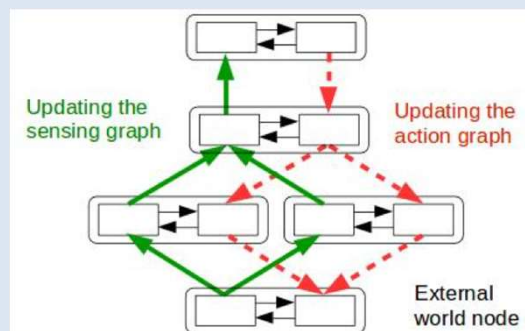 Updating the
sensing graph
Updating the
action graph
External
world node